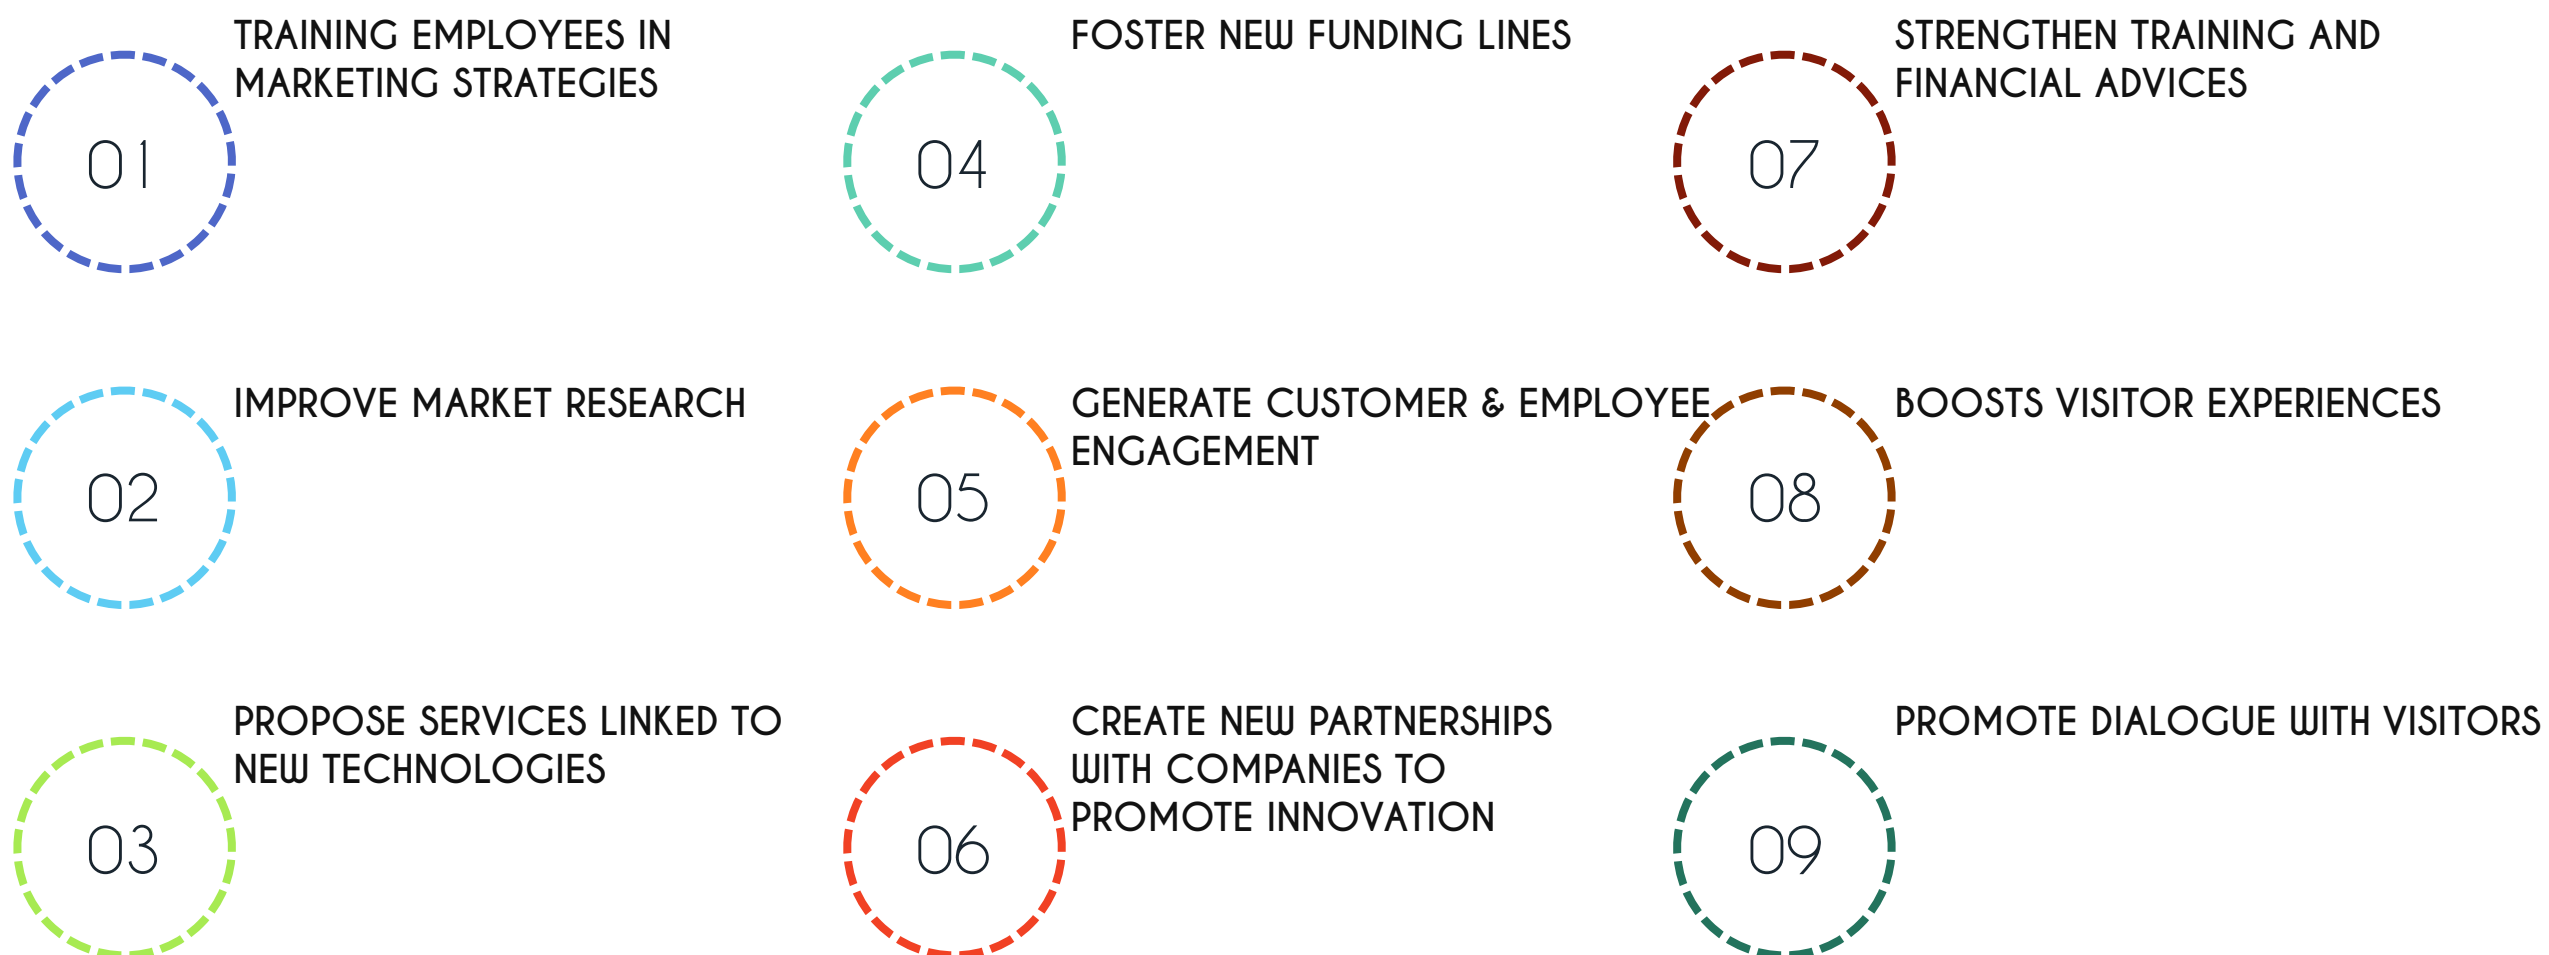 01
TRAINING EMPLOYEES IN
MARKETING STRATEGIES
02
IMPROVE MARKET RESEARCH
03
PROPOSE SERVICES LINKED TO
NEW TECHNOLOGIES
04
FOSTER NEW FUNDING LINES
05
GENERATE CUSTOMER & EMPLOYEE
ENGAGEMENT
06
CREATE NEW PARTNERSHIPS
WITH COMPANIES TO
PROMOTE INNOVATION
07
STRENGTHEN TRAINING AND
FINANCIAL ADVICES
08
BOOSTS VISITOR EXPERIENCES
09
PROMOTE DIALOGUE WITH VISITORS